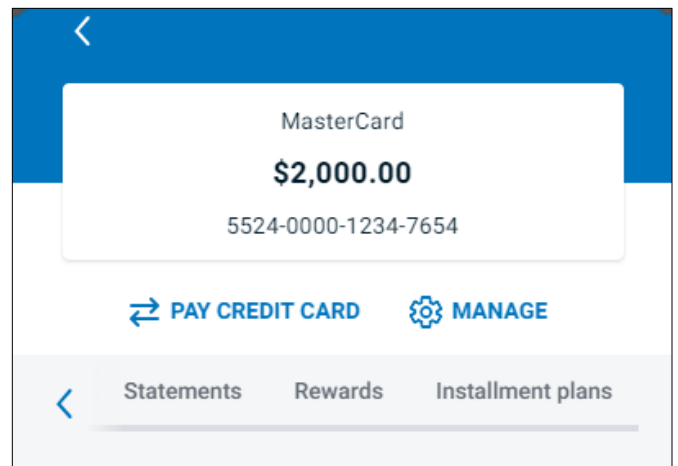 MasterCard
$2,000.00
5524-0000-1234-7654
PAY CREDIT CARD MANAGE
Statements Rewards Installment plans